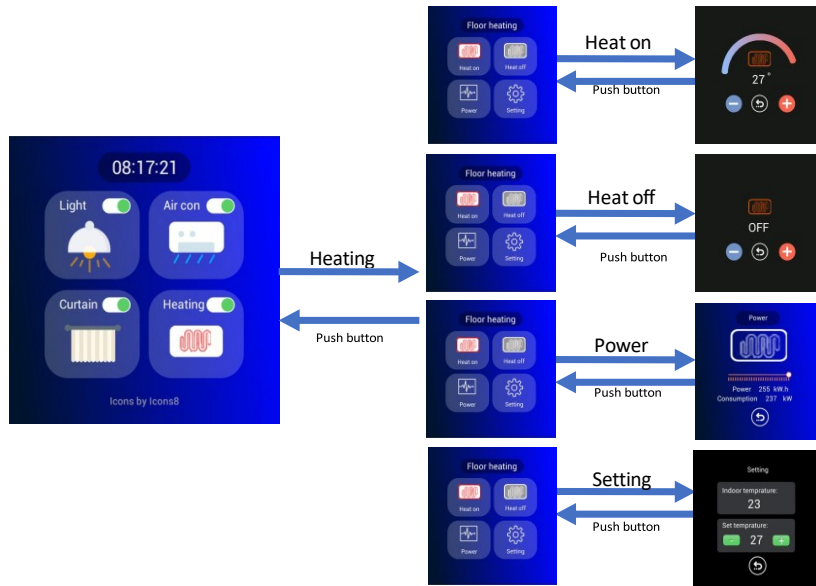 08:17:21
Light
Air con
Curtain
Heating
Icons by Icons8
Heating
Push button
Floor heating
Heat on
Heat off
Power
Setting
Heat on
Push button
27°
Floor heating
Heat on
Heat off
Power
Setting
Heat off
Push button
OFF
Floor heating
Heat on
Heat off
Power
Setting
Power
Push button
Power
Power 255 kW.h
Consumption 237 kW
Floor heating
Heat on
Heat off
Power
Setting
Setting
Push button
Setting
Indoor temprature:
23
Set temprature:
- 27 +